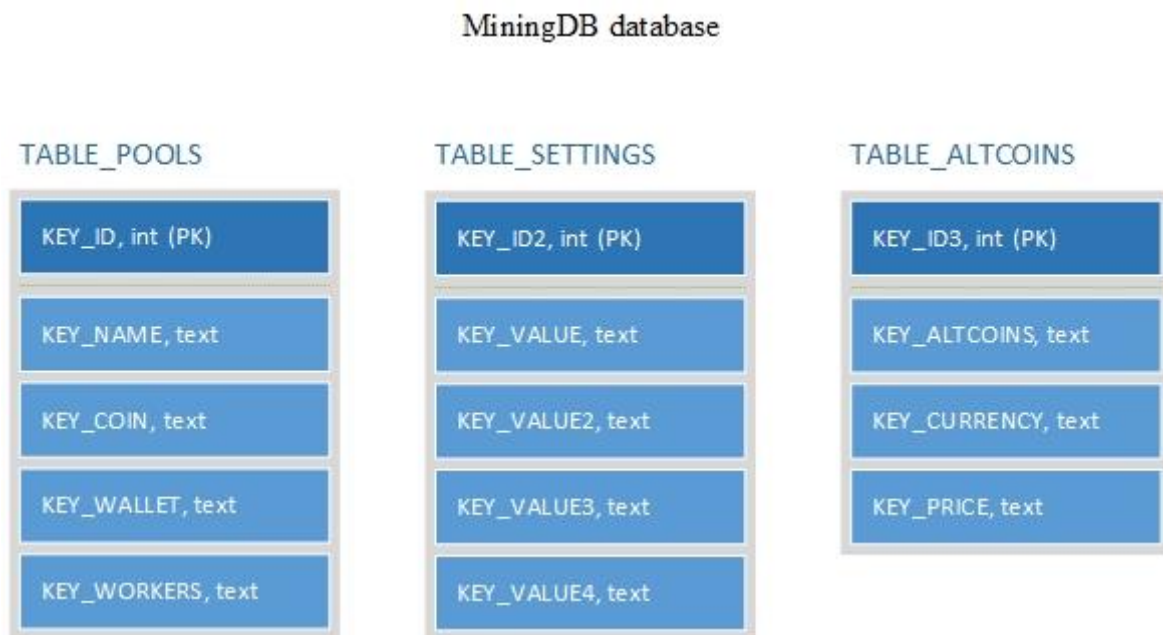 MiningDB database
TABLE_POOLS
KEY_ID, int (PK)
KEY_NAME, text
KEY_COIN, text
KEY_WALLET, text
KEY_WORKERS, text
TABLE_SETTINGS
KEY_ID2, int (PK)
KEY_VALUE, text
KEY_VALUE2, text
KEY_VALUE3, text
KEY_VALUE4, text
TABLE_ALTCOINS
KEY_ID3, int (PK)
KEY_ALTCOINS, text
KEY_CURRENCY, text
KEY_PRICE, text